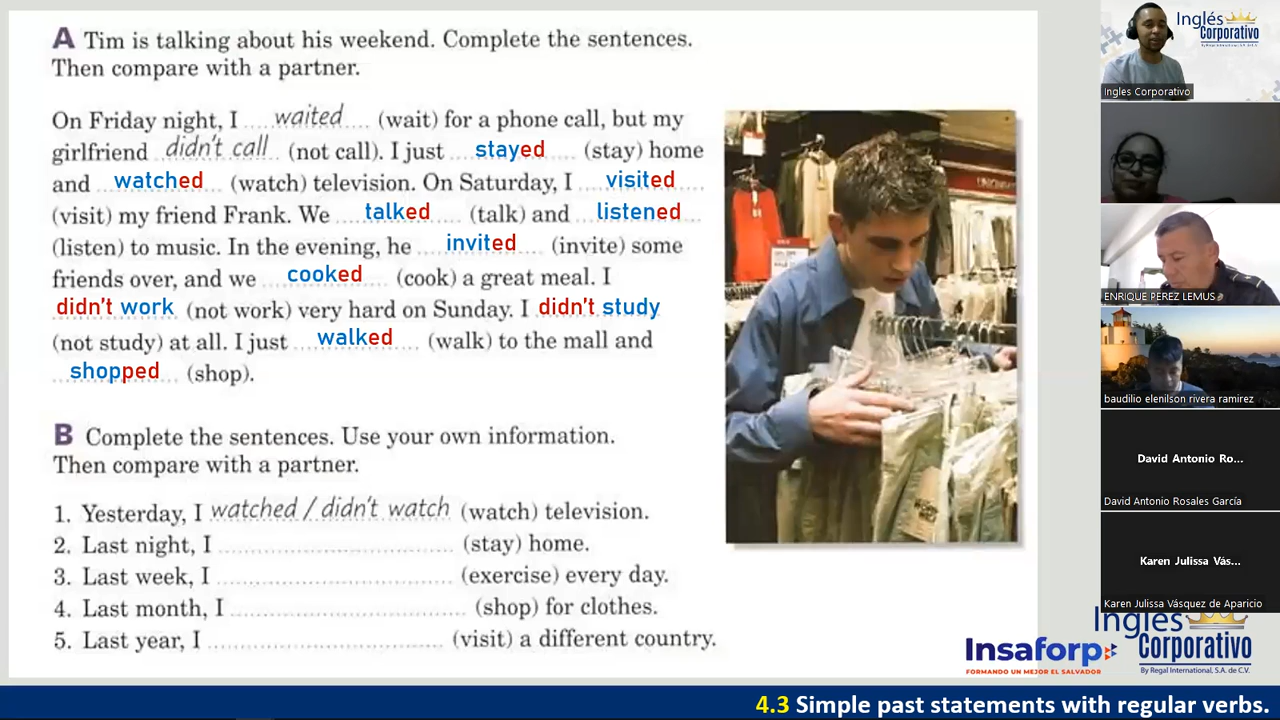 A Tim is talking about his weekend. Complete the sentences.
Then compare with a partner.
On Friday night, I waited (wait) for a phone call, but my
girlfriend didn't call (not call). I just stayed (stay) home
and watched (watch) television. On Saturday, I visited
(visit) my friend Frank. We talked (talk) and listened
(listen) to music. In the evening, he invited (invite) some
friends over, and we cooked (cook) a great meal. I
didn't work (not work) very hard on Sunday. I didn't study
(not study) at all. I just walked (walk) to the mall and
shopped (shop).
B Complete the sentences. Use your own information.
Then compare with a partner.
1. Yesterday, I watched / didn't watch (watch) television.
2. Last night, I (stay) home.
3. Last week, I (exercise) every day.
4. Last month, I (shop) for clothes.
5. Last year, I (visit) a different country.
Inglés
Corporativo
By Regal International, S.A. de C.V.
Ingles Corporativo
ENRIQUE PEREZ LEMUS
baudilio elenilson rivera ramirez
David Antonio Ro...
David Antonio Rosales García
Karen Julissa Vás...
Karen Julissa Vásquez de Aparicio
Insaforp
FORMANDO UN MEJOR EL SALVADOR
Inglés
Corporativo
By Regal International, S.A. de C.V.
4.3 Simple past statements with regular verbs.